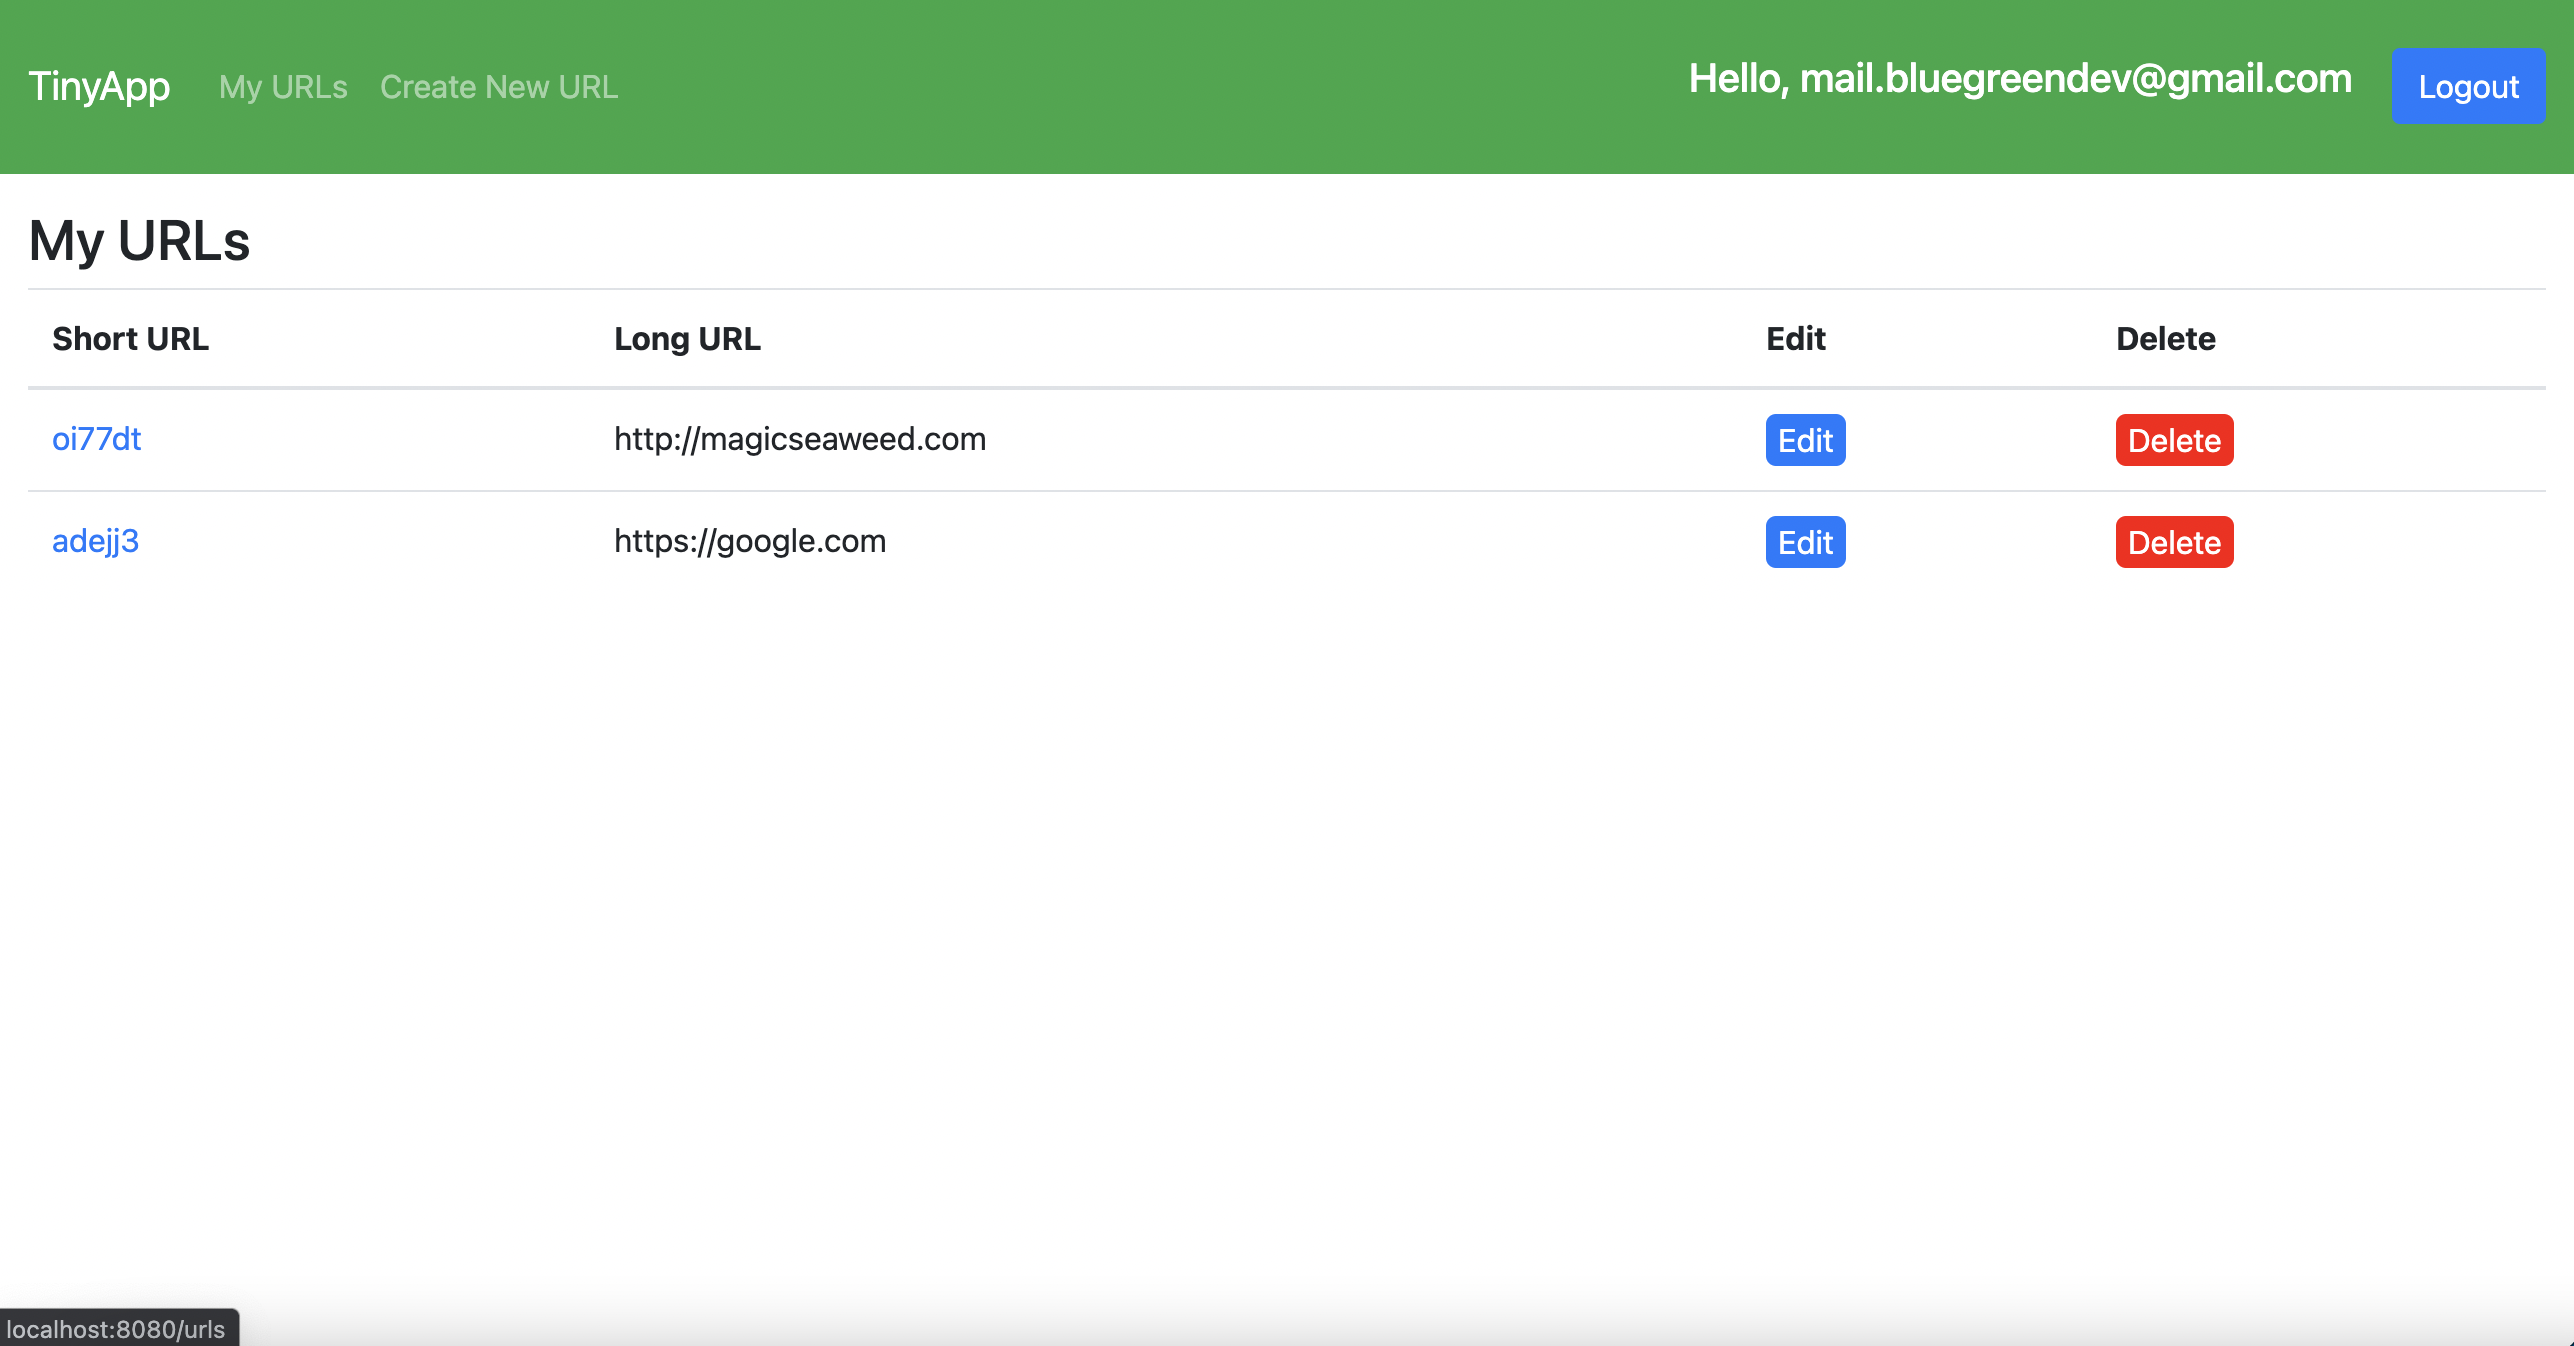 TinyApp My URLs Create New URL Hello, mail.bluegreendev@gmail.com Logout
My URLs
Short URL Long URL Edit Delete
oi77dt http://magicseaweed.com Edit Delete
adejj3 https://google.com Edit Delete
localhost:8080/urls